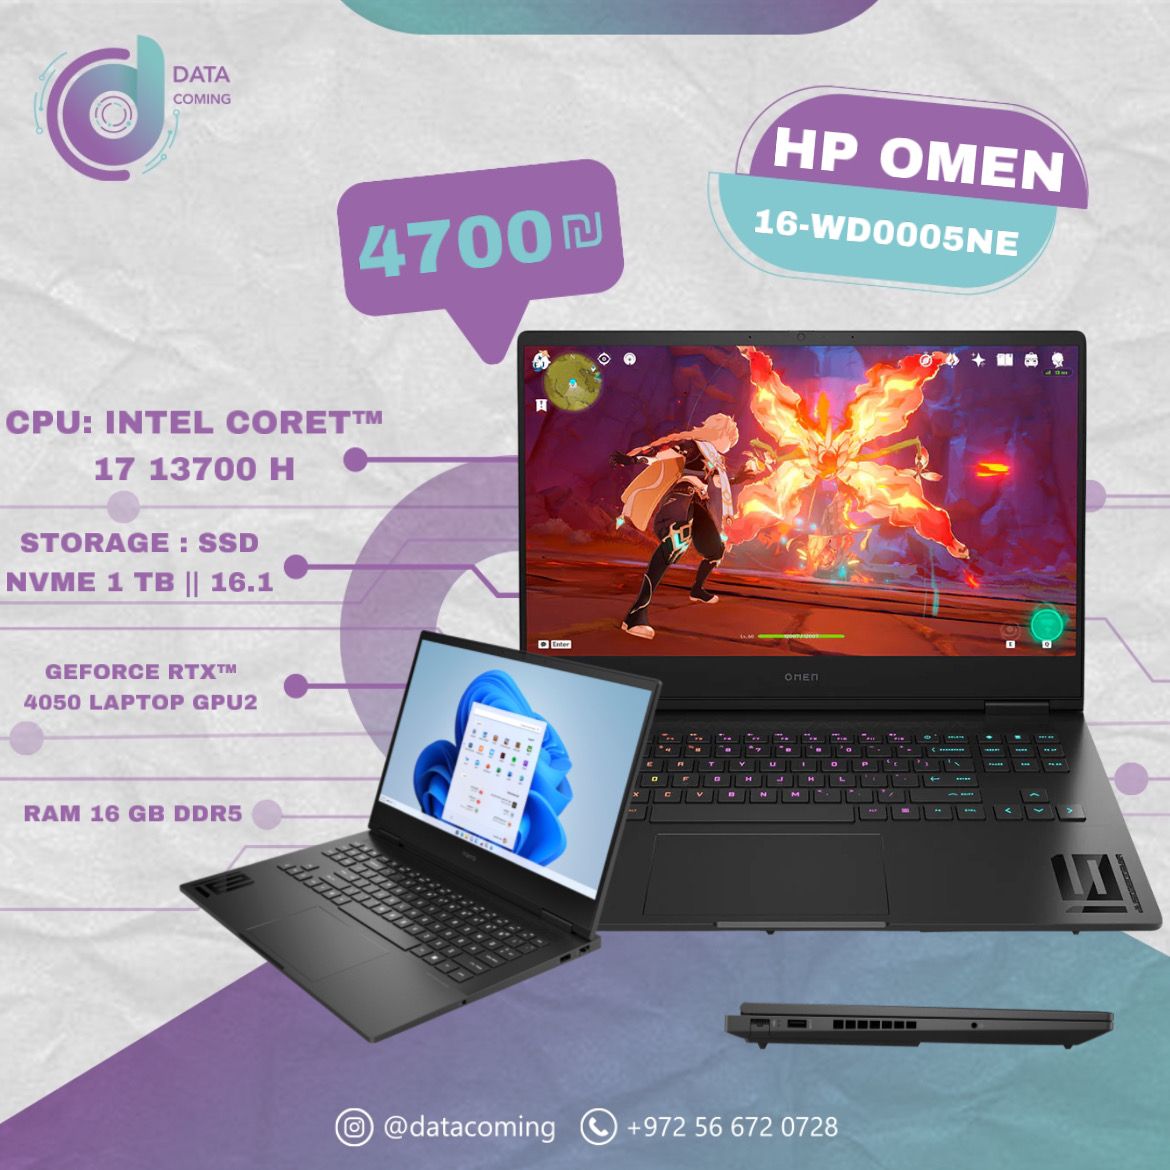 DATA
COMING
HP OMEN
16-WD0005NE
4700₪
CPU: INTEL CORET™
17 13700 H
STORAGE : SSD
NVME 1 TB || 16.1
GEFORCE RTX™
4050 LAPTOP GPU2
RAM 16 GB DDR5
Enter
E
Q
OMEN
@datacoming
+972 56 672 0728